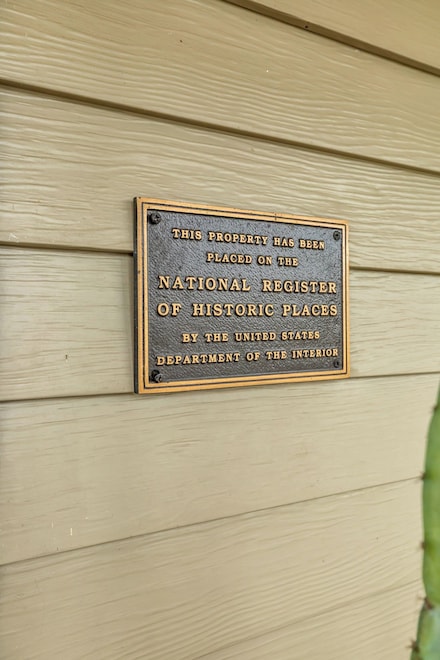 THIS PROPERTY HAS BEEN
PLACED ON THE
NATIONAL REGISTER
OF HISTORIC PLACES
BY THE UNITED STATES
DEPARTMENT OF THE INTERIOR